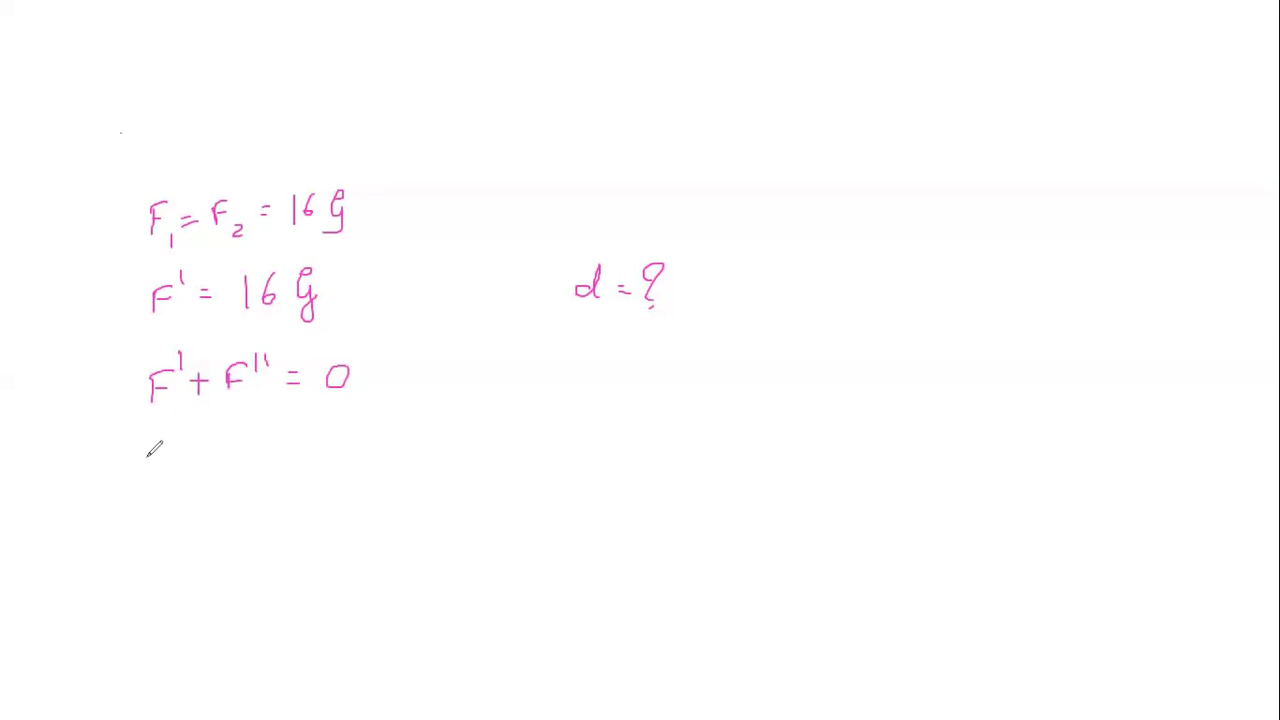 F₁ = F₂ = 16 G
F' = 16 G
d = ?
F' + F'' = 0